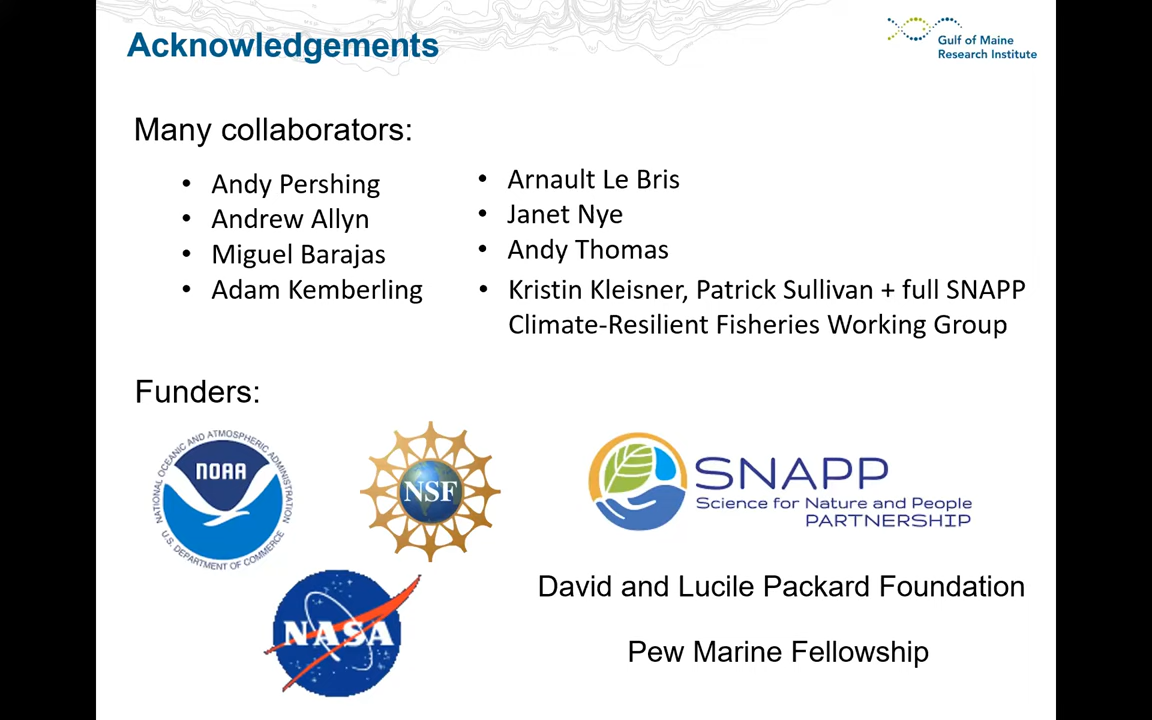 Acknowledgements
Gulf of Maine
Research Institute
Many collaborators:
• Andy Pershing
• Andrew Allyn
• Miguel Barajas
• Adam Kemberling
• Arnault Le Bris
• Janet Nye
• Andy Thomas
• Kristin Kleisner, Patrick Sullivan + full SNAPP
Climate-Resilient Fisheries Working Group
Funders:
NATIONAL OCEANIC AND ATMOSPHERIC ADMINISTRATION
NOAA
U.S. DEPARTMENT OF COMMERCE
NSF
SNAPP
Science for Nature and People
PARTNERSHIP
NASA
David and Lucile Packard Foundation
Pew Marine Fellowship